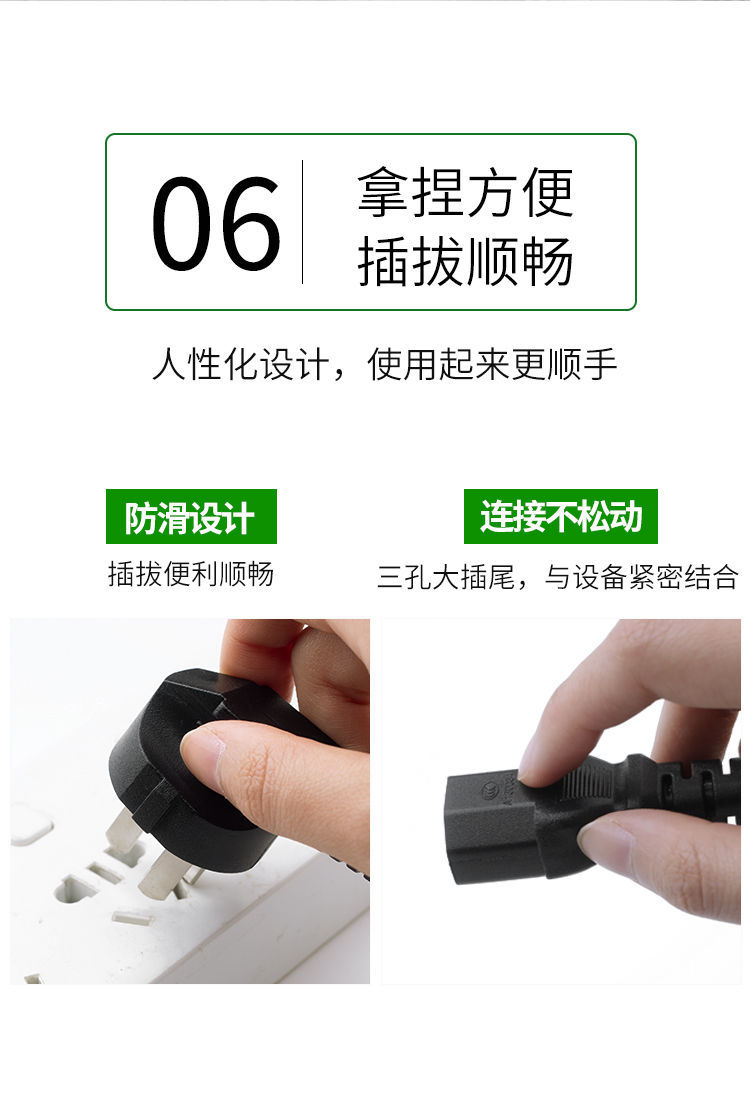 06
拿捏方便
插拔顺畅
人性化设计，使用起来更顺手
防滑设计
插拔便利顺畅
连接不松动
三孔大插尾，与设备紧密结合